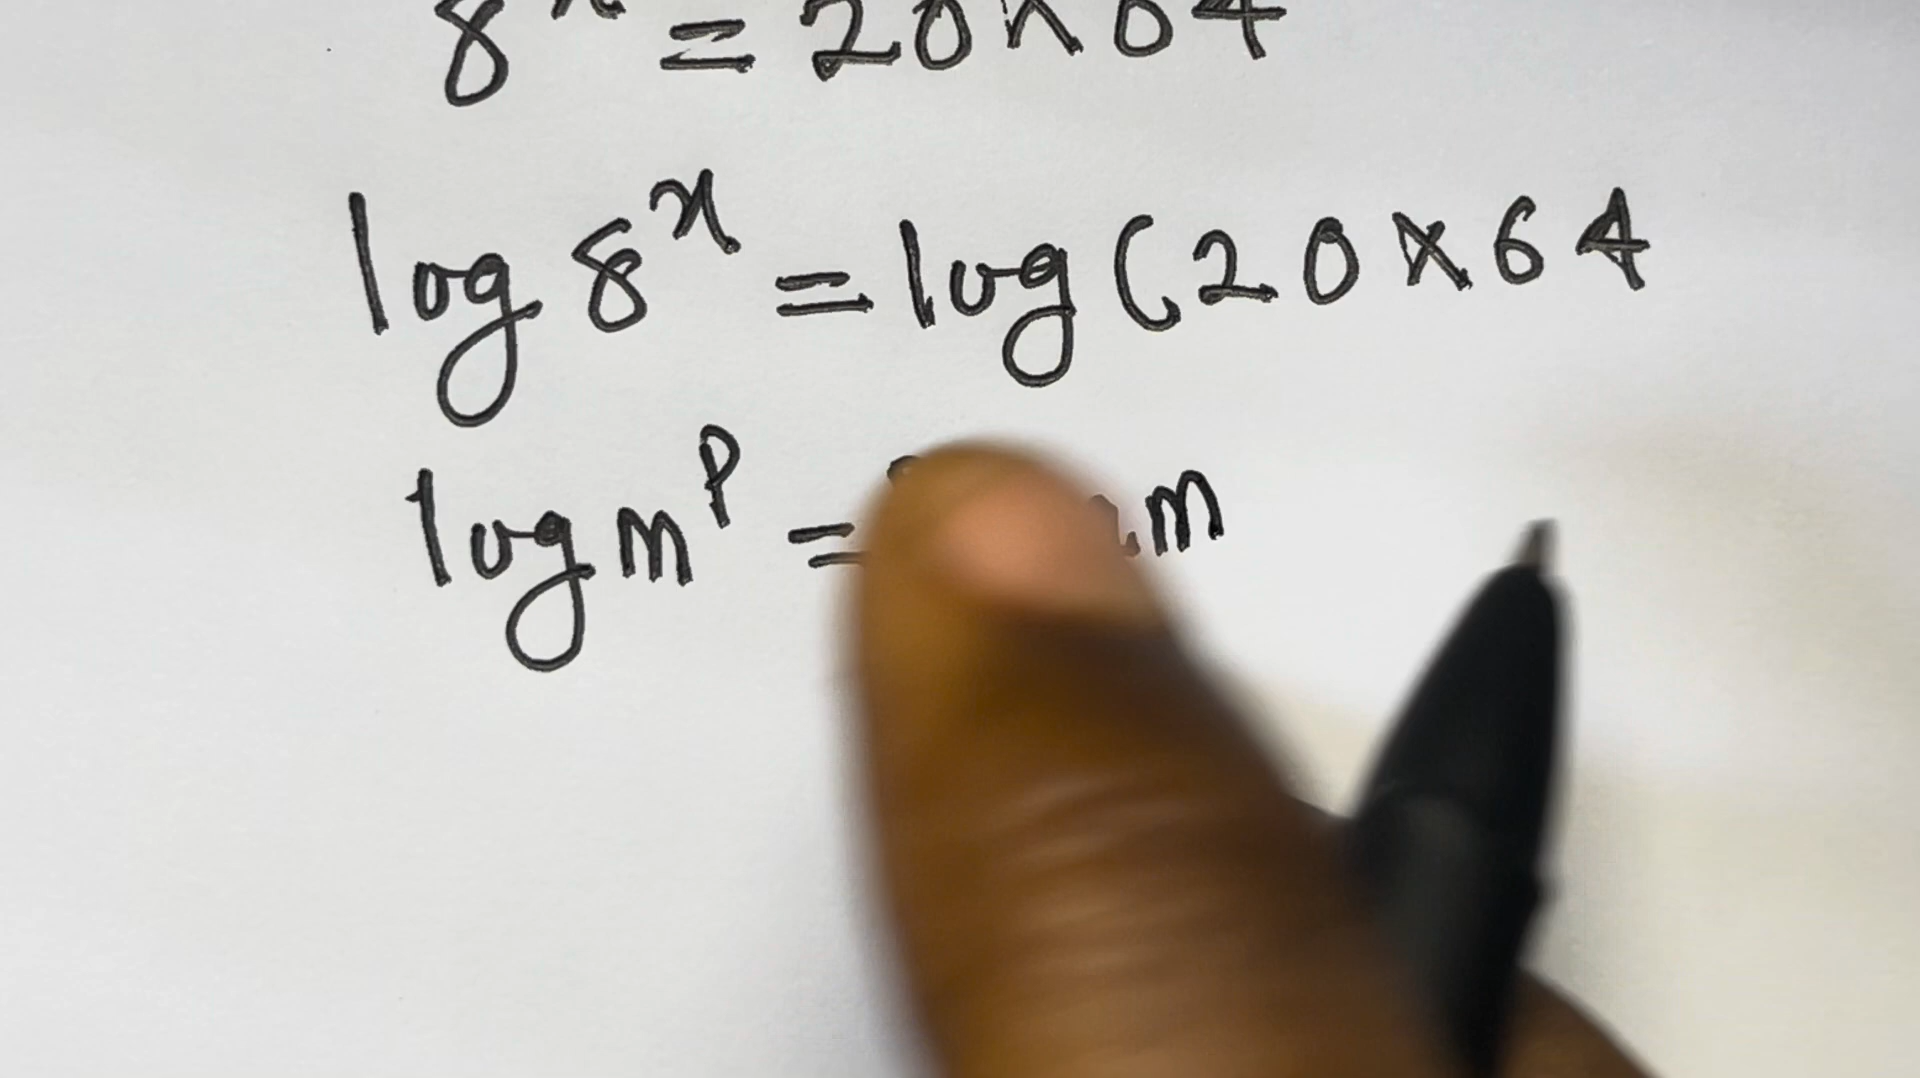 8ˣ = 20×64
log 8ˣ = log (20×64
log mᴾ = m